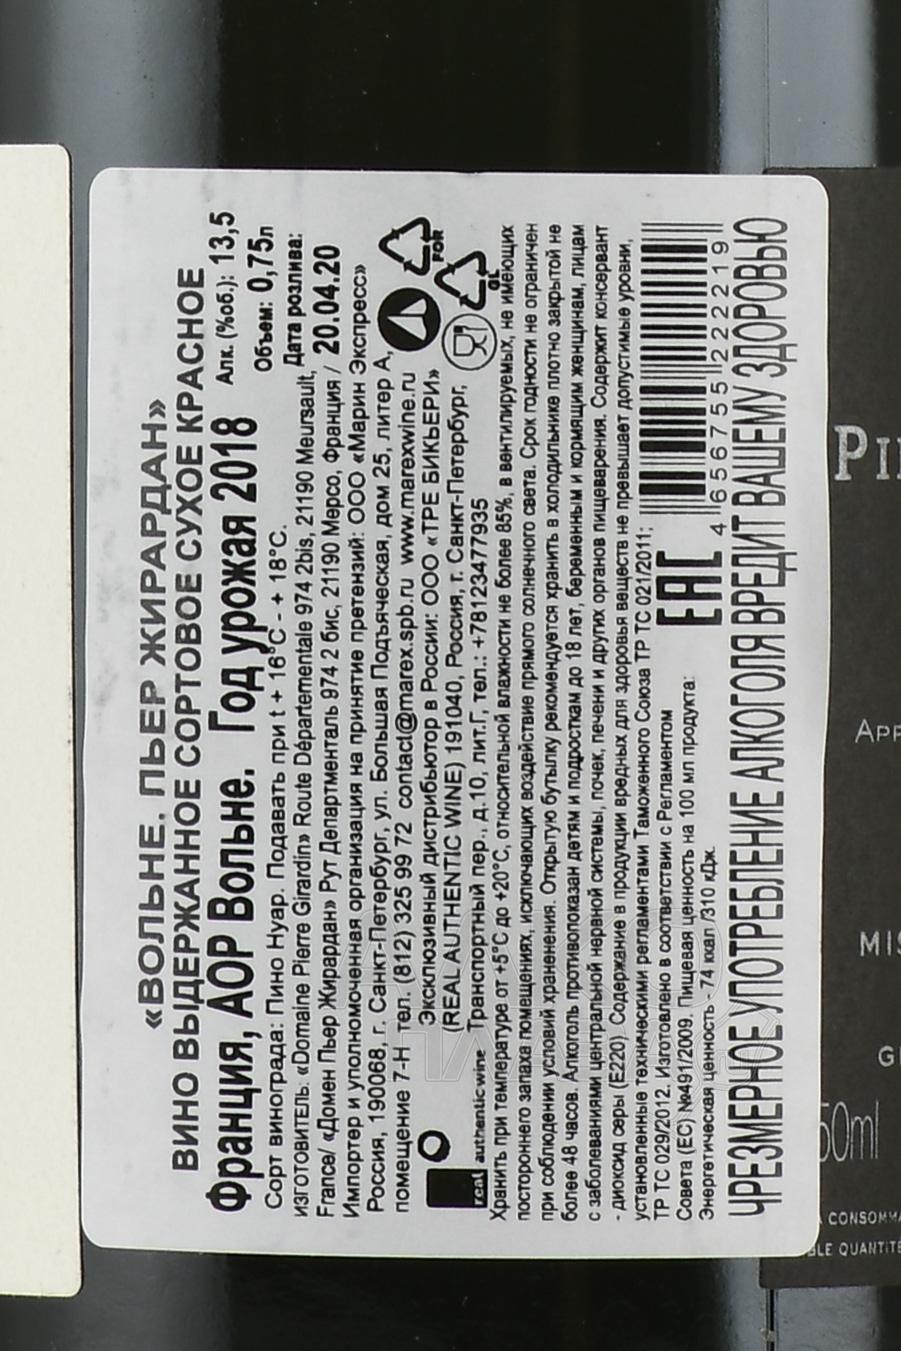 «ВОЛЬНЕ. ПЬЕР ЖИРАРДАН»
ВИНО ВЫДЕРЖАННОЕ СОРТОВОЕ СУХОЕ КРАСНОЕ
Франция, АОР Вольне. Год урожая 2018
Алк. (%об.): 13,5
Объем: 0,75л
Дата розлива:
20.04.20
Сорт винограда: Пино Нуар. Подавать при t + 16°C - + 18°C.
изготовитель: «Domaine Pierre Girardin» Route Départementale 974 2bis, 21190 Meursault,
France/ «Домен Пьер Жирардан» Рут Департменталь 974 2 бис, 21190 Мерсо, Франция /
Импортер и уполномоченная организация на принятие претензий: ООО «Марин Экспресс»
Россия, 190068, г. Санкт-Петербург, ул. Большая Подъяческая, дом 25, литер А,
помещение 7-Н тел. (812) 325 99 72 contact@marex.spb.ru www.marexwine.ru
Эксклюзивный дистрибьютор в России: ООО «ТРЕ БИКЬЕРИ»
(REAL AUTHENTIC WINE) 191040, Россия, г. Санкт-Петербург,
Транспортный пер., д.10, лит.Г, тел.: +78123477935
real authentic wine
FOR
GL
Хранить при температуре от +5°C до +20°C, относительной влажности не более 85%, в вентилируемых, не имеющих
постороннего запаха помещениях, исключающих воздействие прямого солнечного света. Срок годности не ограничен
при соблюдении условий хранения. Открытую бутылку рекомендуется хранить в холодильнике плотно закрытой не
более 48 часов. Алкоголь противопоказан детям и подросткам до 18 лет, беременным и кормящим женщинам, лицам
с заболеваниями центральной нервной системы, почек, печени и других органов пищеварения. Содержит консервант
- диоксид серы (Е220). Содержание в продукции вредных для здоровья веществ не превышает допустимые уровни,
установленные техническими регламентами Таможенного Союза ТР ТС 021/2011;
ТР ТС 029/2012. Изготовлено в соответствии с Регламентом
Совета (ЕС) №491/2009. Пищевая ценность на 100 мл продукта:
Энергетическая ценность - 74 ккал /310 кДж.
EAC
4 656755 222219
ЧРЕЗМЕРНОЕ УПОТРЕБЛЕНИЕ АЛКОГОЛЯ ВРЕДИТ ВАШЕМУ ЗДОРОВЬЮ
PI
APP
MIS
G
50ml
CONSOMMA
BLE QUANTITÉ